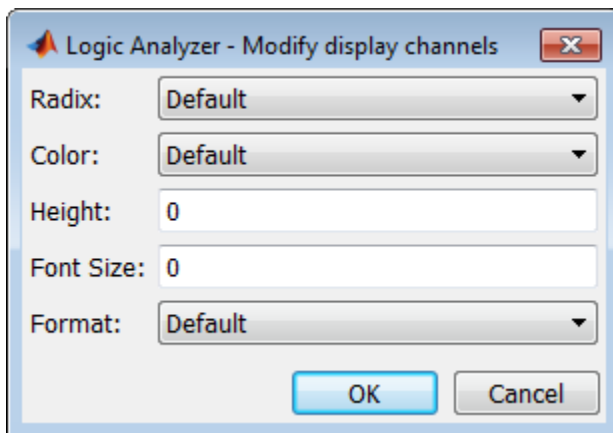 Logic Analyzer - Modify display channels
Radix: Default
Color: Default
Height: 0
Font Size: 0
Format: Default
OK Cancel